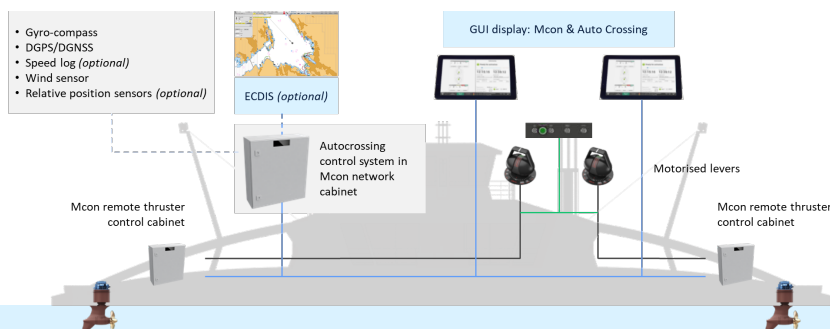 • Gyro-compass
• DGPS/DGNSS
• Speed log (optional)
• Wind sensor
• Relative position sensors (optional)
ECDIS (optional)
GUI display: Mcon & Auto Crossing
Autocrossing
control system in
Mcon network
cabinet
Motorised levers
Mcon remote thruster
control cabinet
Mcon remote thruster
control cabinet